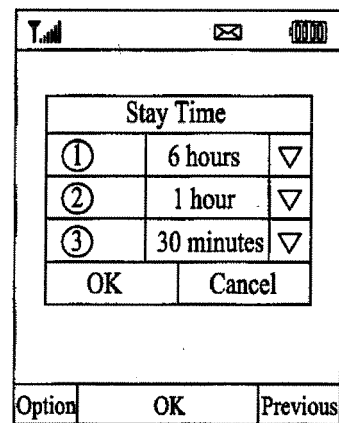 Stay Time
① 6 hours ▽
② 1 hour ▽
③ 30 minutes ▽
OK Cancel
Option OK Previous